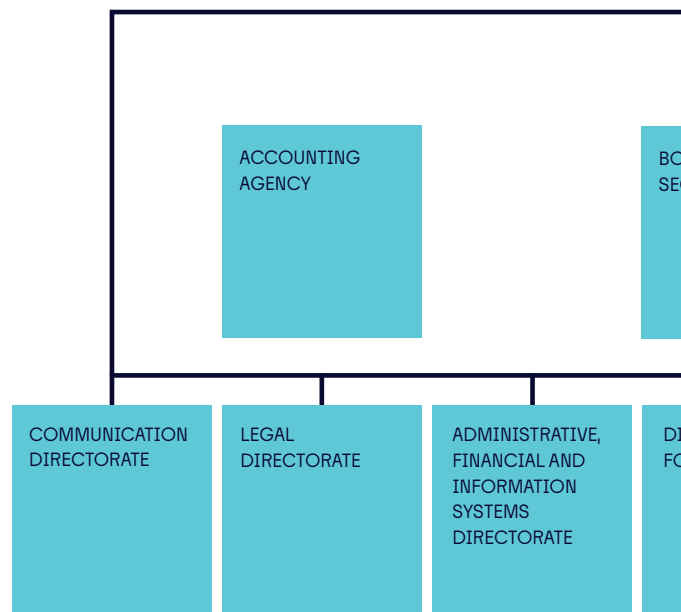 ACCOUNTING
AGENCY
COMMUNICATION
DIRECTORATE
LEGAL
DIRECTORATE
ADMINISTRATIVE,
FINANCIAL AND
INFORMATION
SYSTEMS
DIRECTORATE